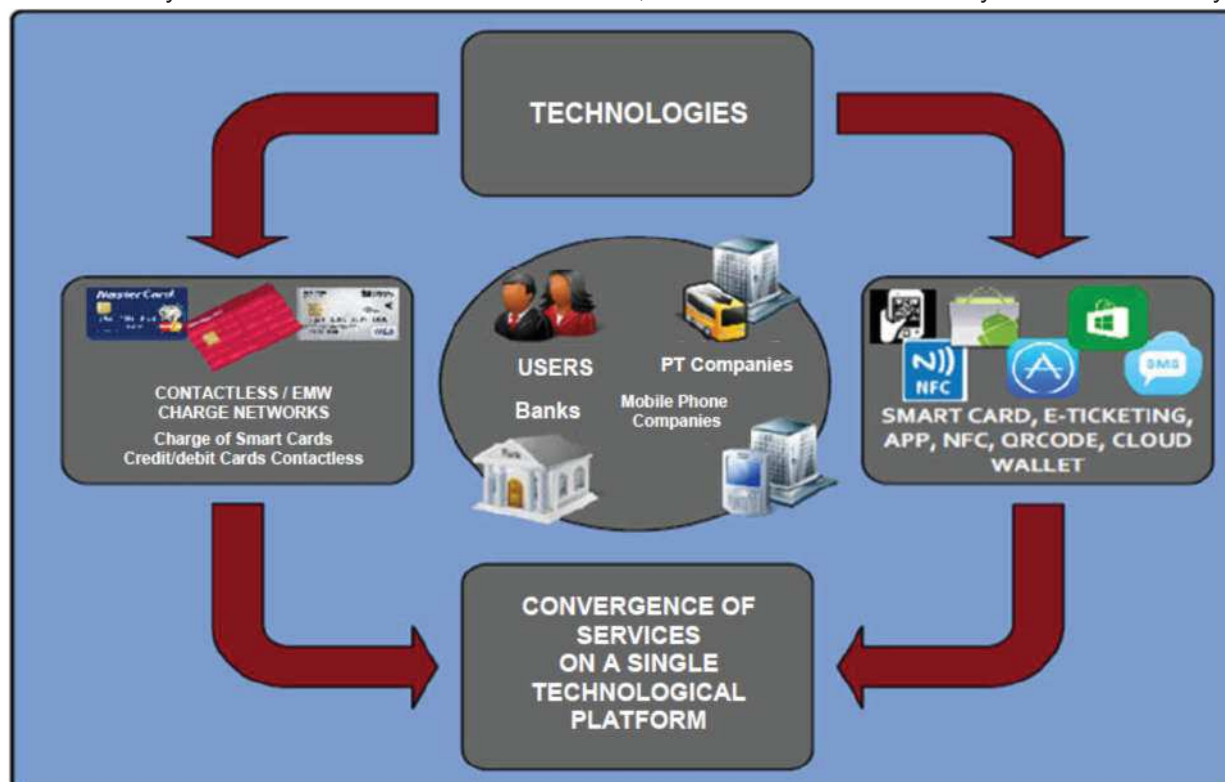 TECHNOLOGIES
MasterCard
CONTACTLESS / EMW
CHARGE NETWORKS
Charge of Smart Cards
Credit/debit Cards Contactless
USERS
PT Companies
Banks
Mobile Phone
Companies
N
NFC
SMS
SMART CARD, E-TICKETING,
APP, NFC, QRCODE, CLOUD
WALLET
CONVERGENCE OF
SERVICES
ON A SINGLE
TECHNOLOGICAL
PLATFORM